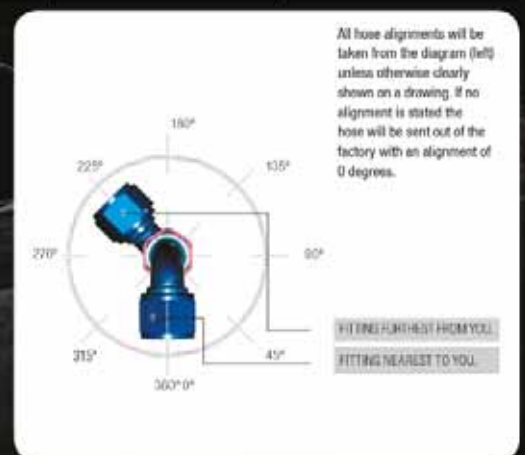 All hose alignments will be
taken from the diagram (left)
unless otherwise clearly
shown on a drawing. If no
alignment is stated the
hose will be sent out of the
factory with an alignment of
0 degrees.
180°
225°
135°
270°
90°
315°
45°
360°0°
FITTING FURTHEST FROM YOU.
FITTING NEAREST TO YOU.